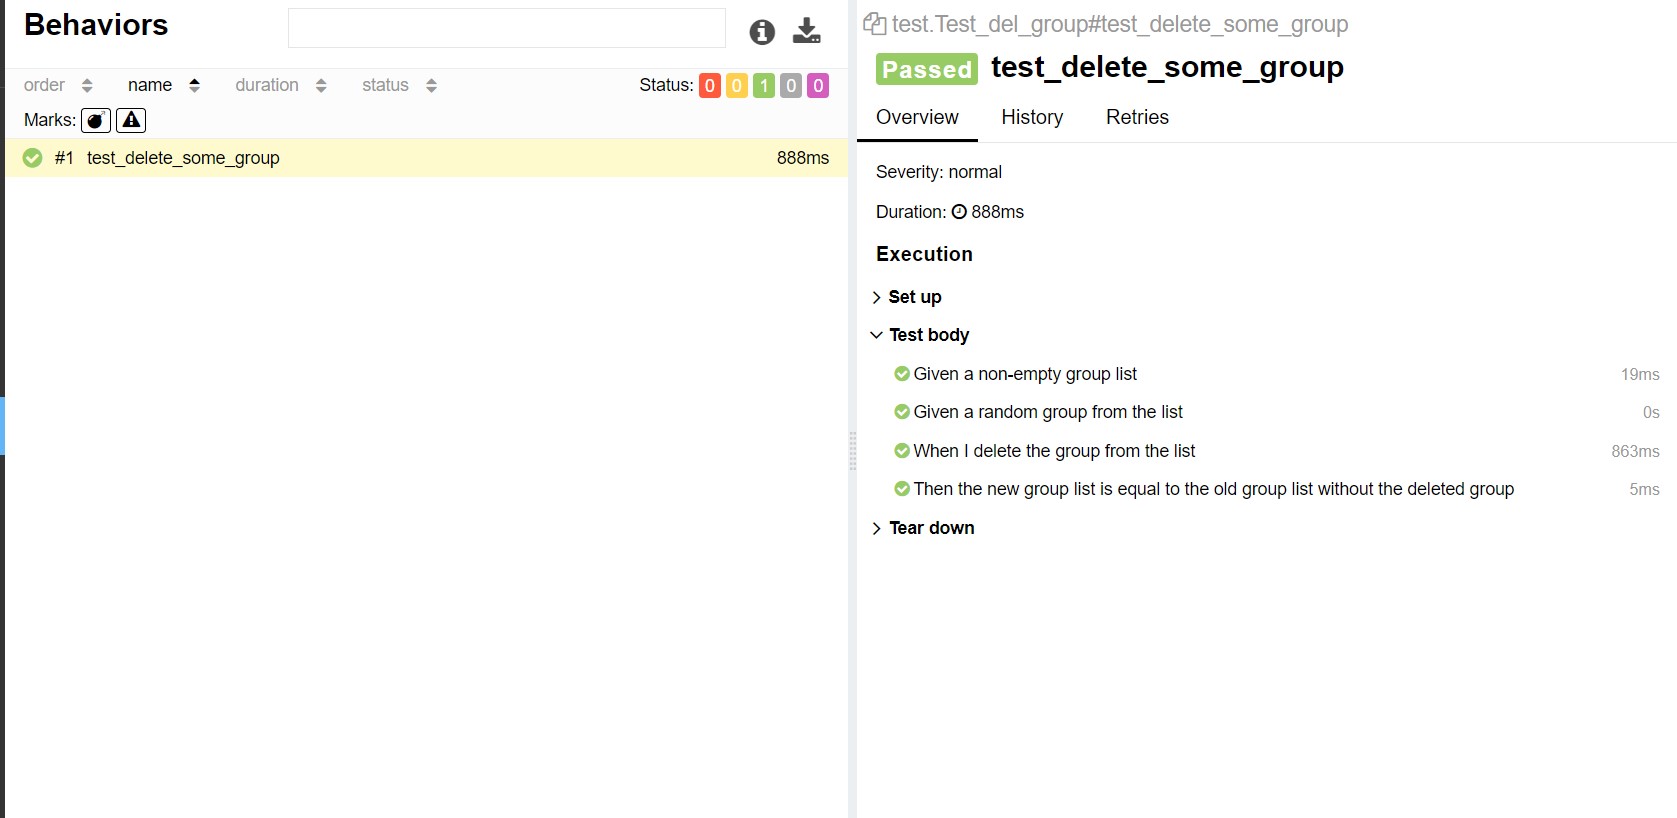 Behaviors
order name duration status Status: 0 0 1 0 0
Marks:
#1 test_delete_some_group 888ms
test.Test_del_group#test_delete_some_group
Passed test_delete_some_group
Overview History Retries
Severity: normal
Duration: 888ms
Execution
Set up
Test body
Given a non-empty group list 19ms
Given a random group from the list 0s
When I delete the group from the list 863ms
Then the new group list is equal to the old group list without the deleted group 5ms
Tear down